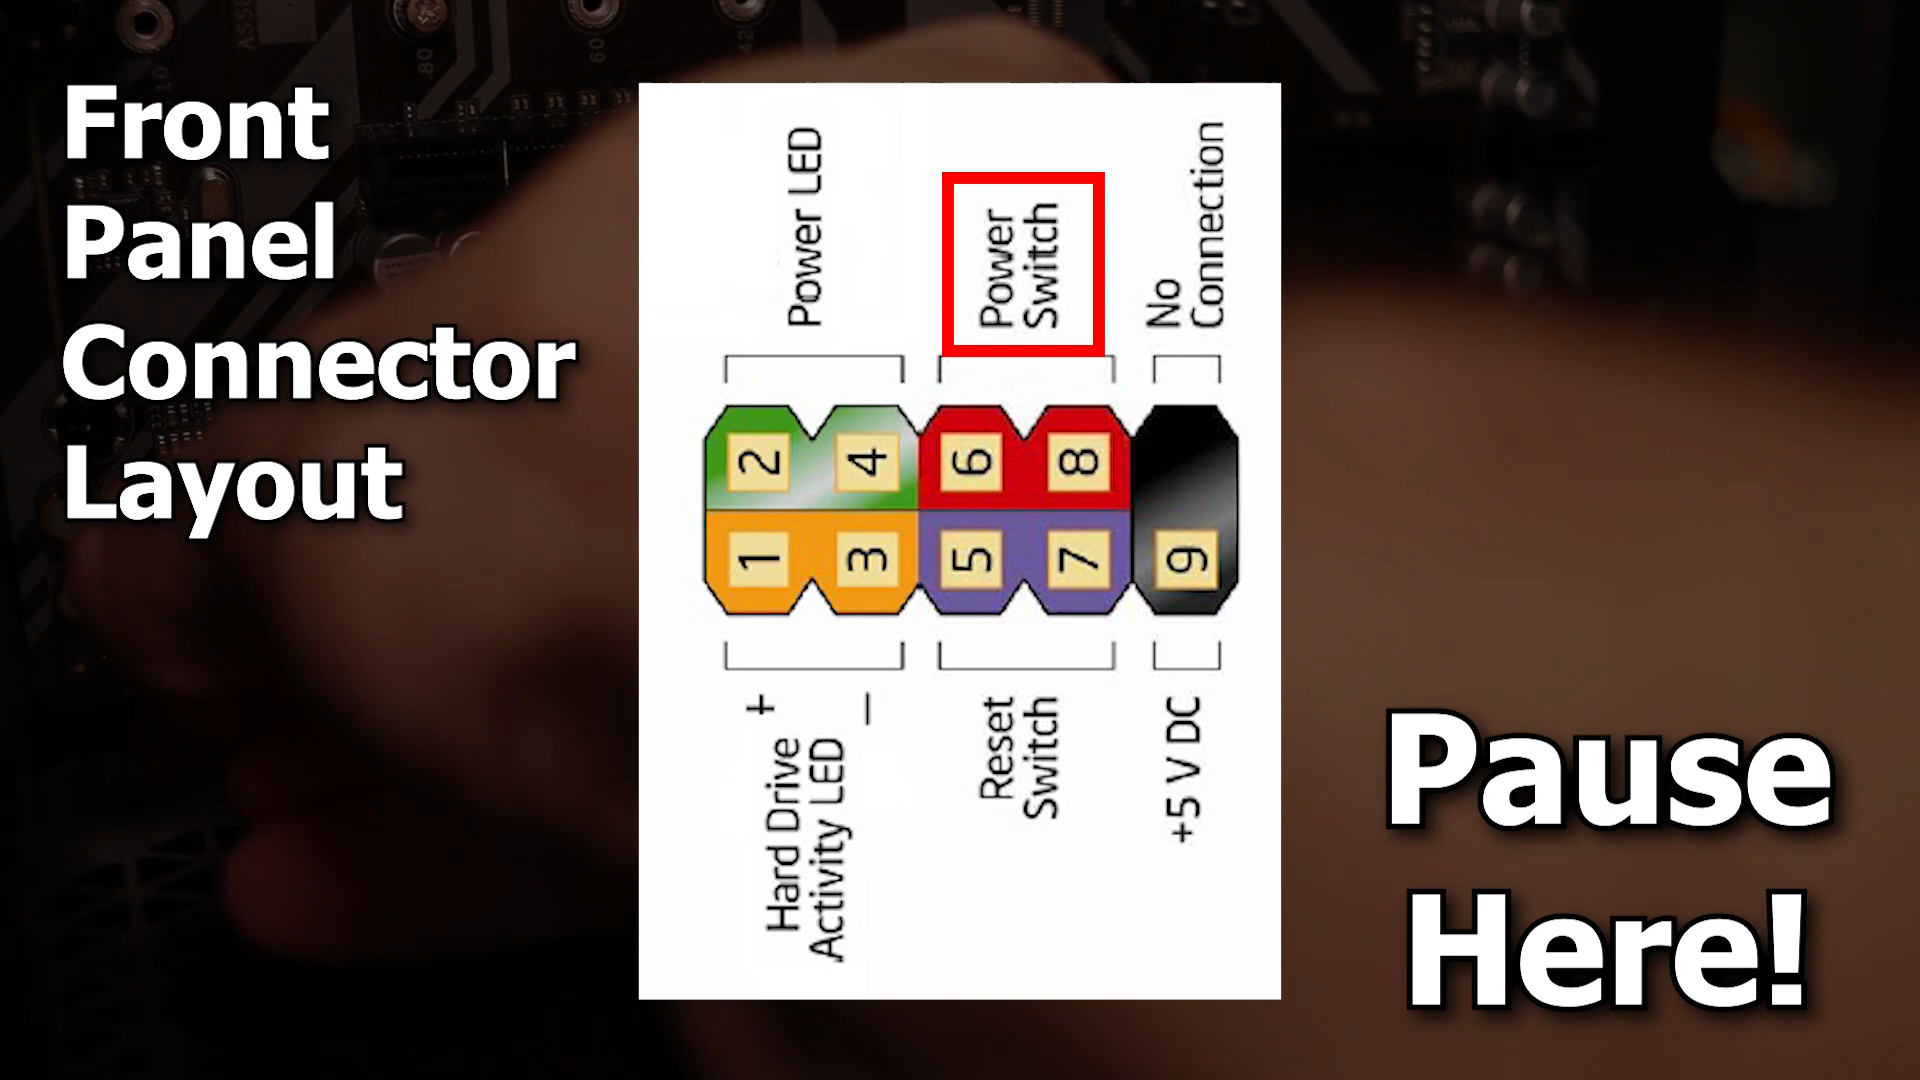 Front
Panel
Connector
Layout
Power LED
Power
Switch
No
Connection
2 4 6 8
1 3 5 7 9
+ −
Hard Drive
Activity LED
Reset
Switch
+5 V DC
Pause
Here!